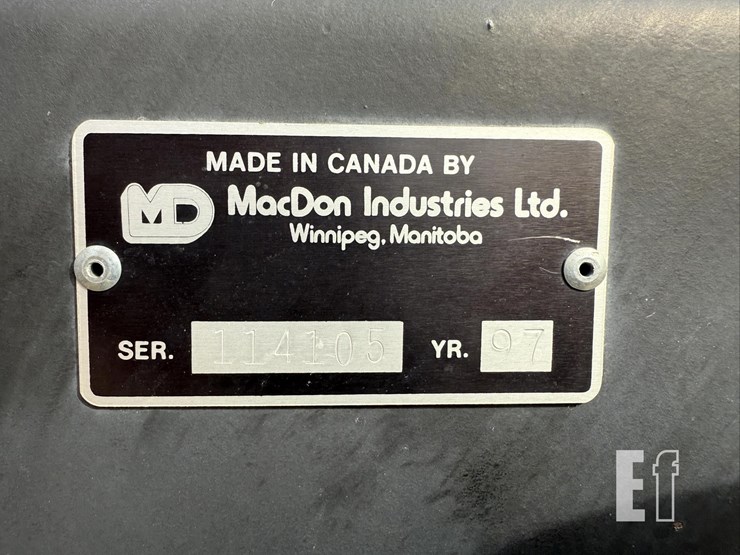 MADE IN CANADA BY
MD MacDon Industries Ltd.
Winnipeg, Manitoba
SER. 114105 YR. 97
Ef